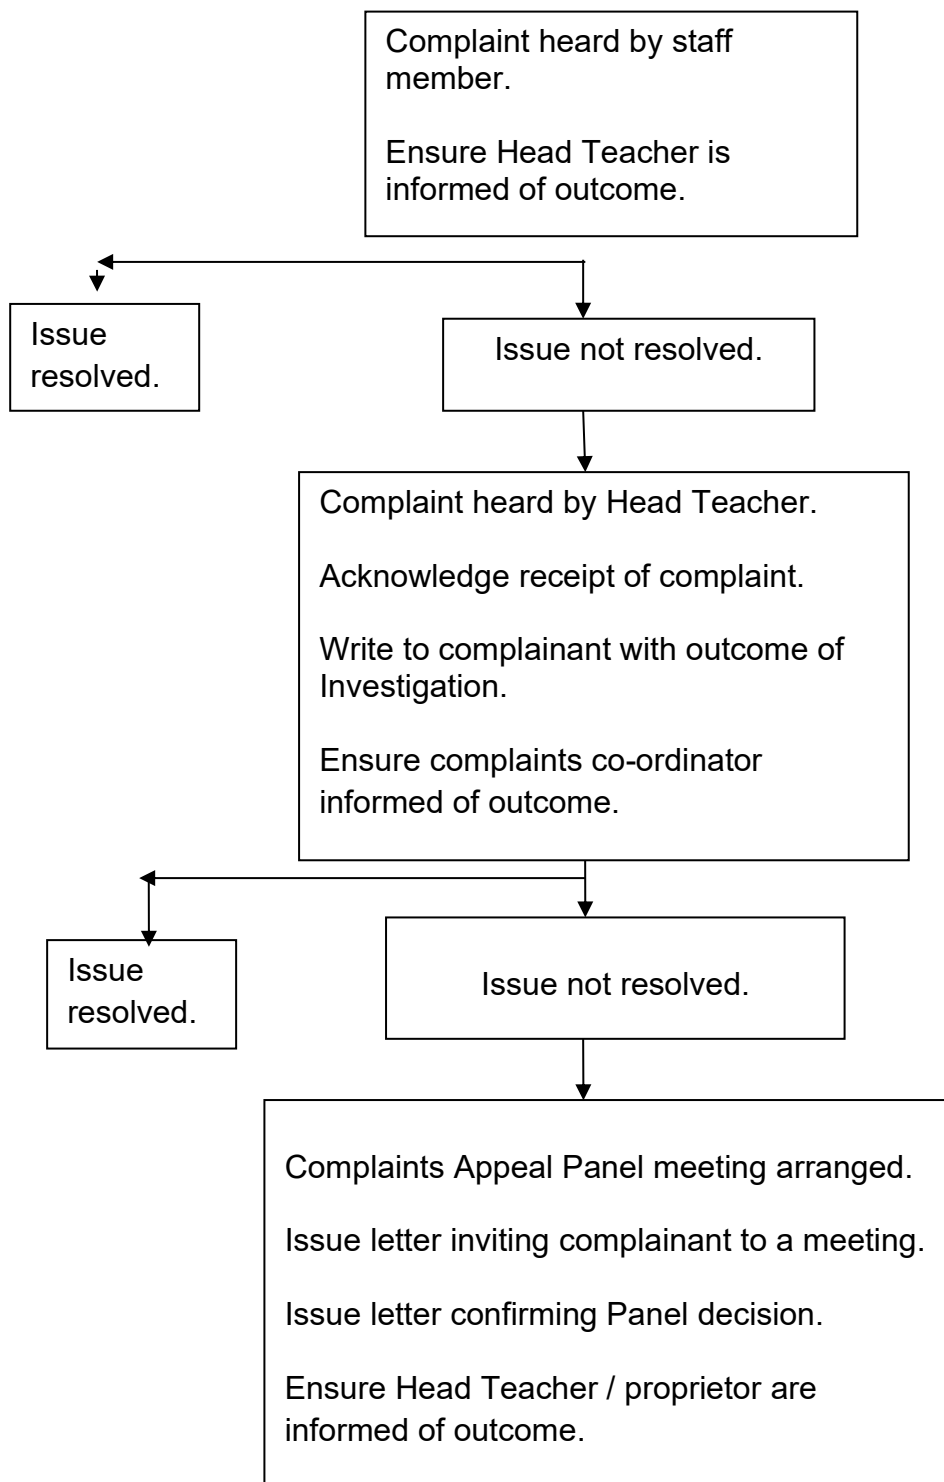 Complaint heard by staff
member.
Ensure Head Teacher is
informed of outcome.
Issue
resolved.
Issue not resolved.
Complaint heard by Head Teacher.
Acknowledge receipt of complaint.
Write to complainant with outcome of
Investigation.
Ensure complaints co-ordinator
informed of outcome.
Issue
resolved.
Issue not resolved.
Complaints Appeal Panel meeting arranged.
Issue letter inviting complainant to a meeting.
Issue letter confirming Panel decision.
Ensure Head Teacher / proprietor are
informed of outcome.